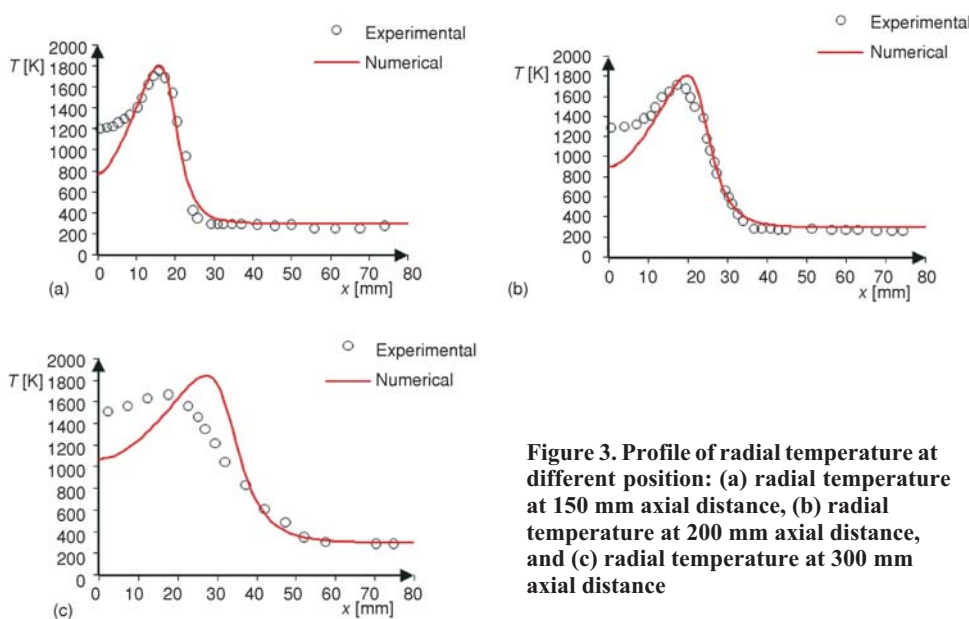 Experimental
Numerical
T [K]
2000
1800
1600
1400
1200
1000
800
600
400
200
0
0 10 20 30 40 50 60 70 80
x [mm]
(a)
Experimental
Numerical
T [K]
2000
1800
1600
1400
1200
1000
800
600
400
200
0
0 10 20 30 40 50 60 70 80
x [mm]
(b)
Experimental
Numerical
T [K]
2000
1800
1600
1400
1200
1000
800
600
400
200
0
0 10 20 30 40 50 60 70 80
x [mm]
(c)
Figure 3. Profile of radial temperature at
different position: (a) radial temperature
at 150 mm axial distance, (b) radial
temperature at 200 mm axial distance,
and (c) radial temperature at 300 mm
axial distance